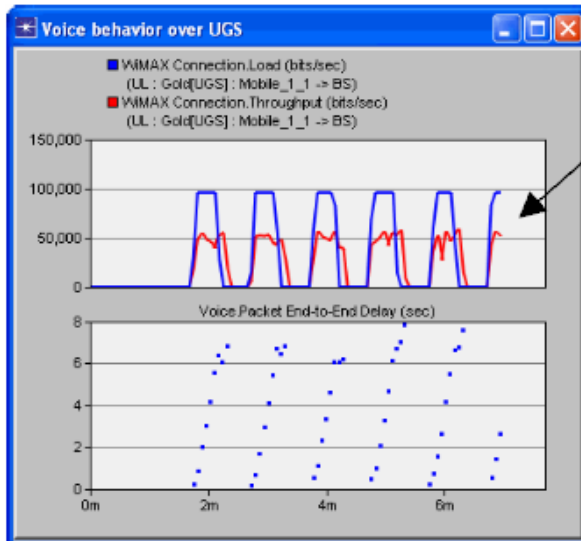 Voice behavior over UGS
WiMAX Connection.Load (bits/sec)
(UL : Gold[UGS] : Mobile_1_1 -> BS)
WiMAX Connection.Throughput (bits/sec)
(UL : Gold[UGS] : Mobile_1_1 -> BS)
150,000
100,000
50,000
0
Voice.Packet End-to-End Delay (sec)
8
6
4
2
0
0m 2m 4m 6m